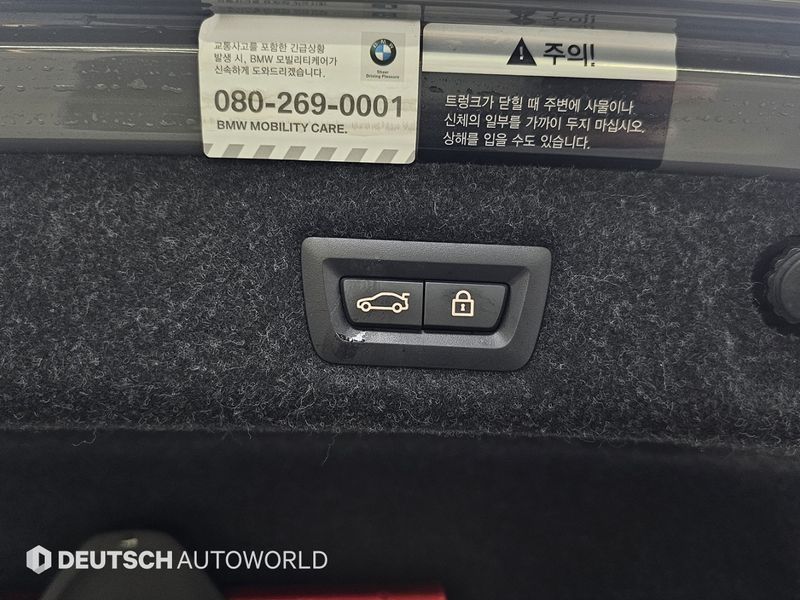 교통사고를 포함한 긴급상황
발생 시, BMW 모빌리티케어가
신속하게 도와드리겠습니다.
BMW
Sheer
Driving Pleasure
080-269-0001
BMW MOBILITY CARE.
주의!
트렁크가 닫힐 때 주변에 사물이나
신체의 일부를 가까이 두지 마십시오.
상해를 입을 수도 있습니다.
DEUTSCH AUTOWORLD